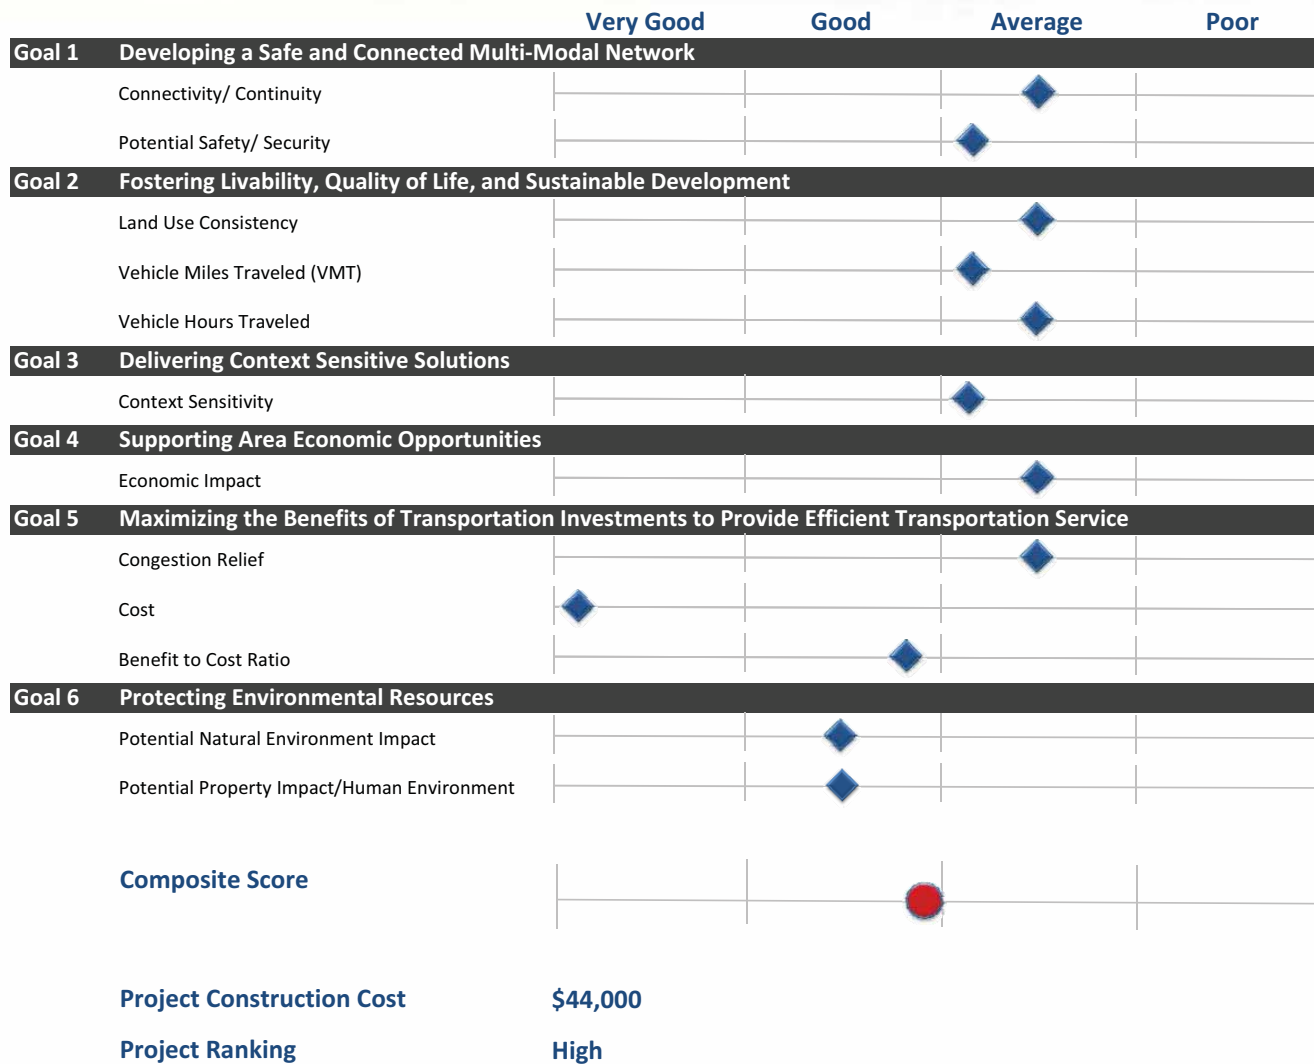 Very Good Good Average Poor
Goal 1 Developing a Safe and Connected Multi-Modal Network
Connectivity/ Continuity
Potential Safety/ Security
Goal 2 Fostering Livability, Quality of Life, and Sustainable Development
Land Use Consistency
Vehicle Miles Traveled (VMT)
Vehicle Hours Traveled
Goal 3 Delivering Context Sensitive Solutions
Context Sensitivity
Goal 4 Supporting Area Economic Opportunities
Economic Impact
Goal 5 Maximizing the Benefits of Transportation Investments to Provide Efficient Transportation Service
Congestion Relief
Cost
Benefit to Cost Ratio
Goal 6 Protecting Environmental Resources
Potential Natural Environment Impact
Potential Property Impact/Human Environment
Composite Score
Project Construction Cost $44,000
Project Ranking High